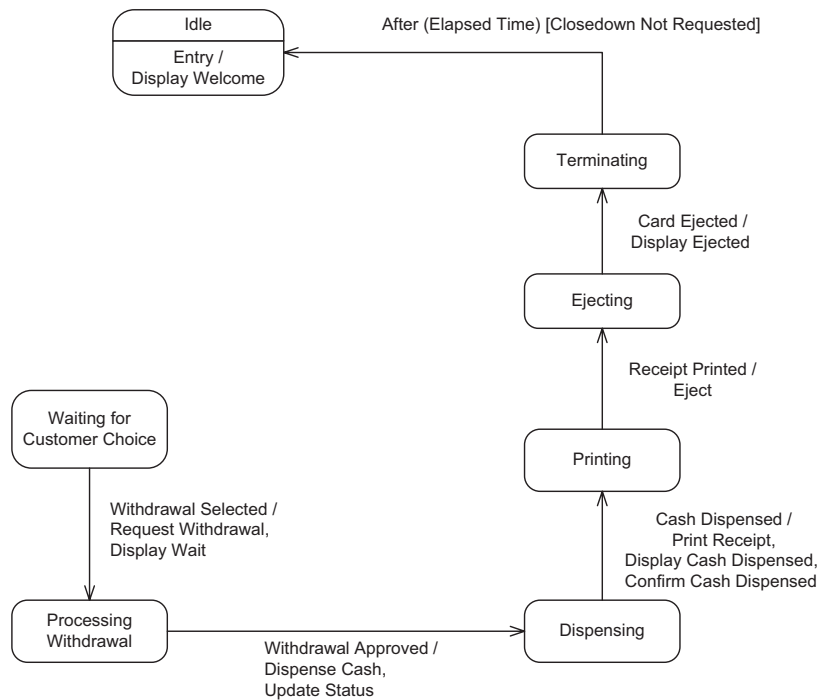 Idle
Entry /
Display Welcome
After (Elapsed Time) [Closedown Not Requested]
Terminating
Card Ejected /
Display Ejected
Ejecting
Receipt Printed /
Eject
Waiting for
Customer Choice
Printing
Withdrawal Selected /
Request Withdrawal,
Display Wait
Cash Dispensed /
Print Receipt,
Display Cash Dispensed,
Confirm Cash Dispensed
Processing
Withdrawal
Dispensing
Withdrawal Approved /
Dispense Cash,
Update Status